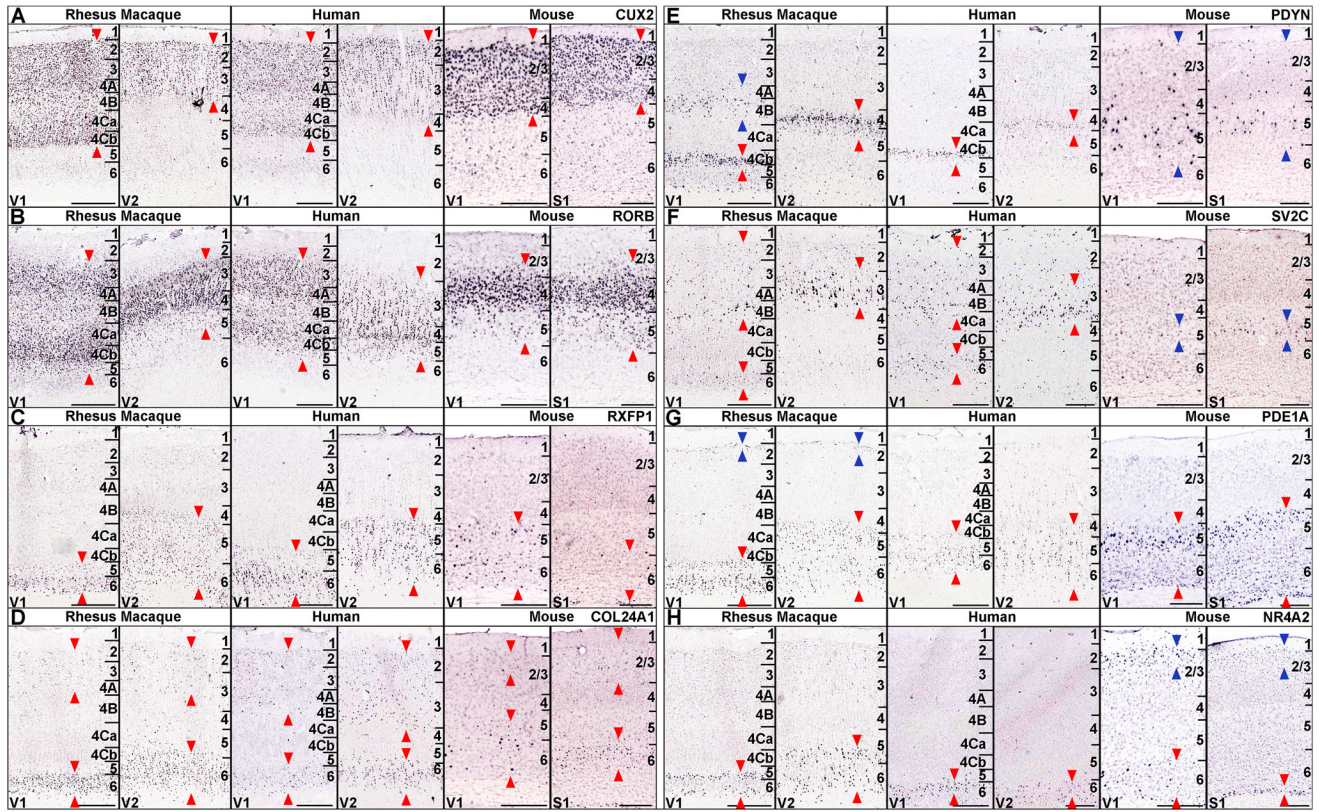 A Rhesus Macaque Human Mouse CUX2
1 2 3 4A 4B 4Ca 4Cb 5 6
1 2 3 4 5 6
1 2 3 4A 4B 4Ca 4Cb 5 6
1 2 3 4 5 6
1 2/3 4 5 6
1 2/3 4 5 6
V1 V2 V1 V2 V1 S1
B Rhesus Macaque Human Mouse RORB
1 2 3 4A 4B 4Ca 4Cb 5 6
1 2 3 4 5 6
1 2 3 4A 4B 4Ca 4Cb 5 6
1 2 3 4 5 6
1 2/3 4 5 6
1 2/3 4 5 6
V1 V2 V1 V2 V1 S1
C Rhesus Macaque Human Mouse RXFP1
1 2 3 4A 4B 4Ca 4Cb 5 6
1 2 3 4 5 6
1 2 3 4A 4B 4Ca 4Cb 5 6
1 2 3 4 5 6
1 2/3 4 5 6
1 2/3 4 5 6
V1 V2 V1 V2 V1 S1
D Rhesus Macaque Human Mouse COL24A1
1 2 3 4A 4B 4Ca 4Cb 5 6
1 2 3 4 5 6
1 2 3 4A 4B 4Ca 4Cb 5 6
1 2 3 4 5 6
1 2/3 4 5 6
1 2/3 4 5 6
V1 V2 V1 V2 V1 S1
E Rhesus Macaque Human Mouse PDYN
1 2 3 4A 4B 4Ca 4Cb 5 6
1 2 3 4 5 6
1 2 3 4A 4B 4Ca 4Cb 5 6
1 2 3 4 5 6
1 2/3 4 5 6
1 2/3 4 5 6
V1 V2 V1 V2 V1 S1
F Rhesus Macaque Human Mouse SV2C
1 2 3 4A 4B 4Ca 4Cb 5 6
1 2 3 4 5 6
1 2 3 4A 4B 4Ca 4Cb 5 6
1 2 3 4 5 6
1 2/3 4 5 6
1 2/3 4 5 6
V1 V2 V1 V2 V1 S1
G Rhesus Macaque Human Mouse PDE1A
1 2 3 4A 4B 4Ca 4Cb 5 6
1 2 3 4 5 6
1 2 3 4A 4B 4Ca 4Cb 5 6
1 2 3 4 5 6
1 2/3 4 5 6
1 2/3 4 5 6
V1 V2 V1 V2 V1 S1
H Rhesus Macaque Human Mouse NR4A2
1 2 3 4A 4B 4Ca 4Cb 5 6
1 2 3 4 5 6
1 2 3 4A 4B 4Ca 4Cb 5 6
1 2 3 4 5 6
1 2/3 4 5 6
1 2/3 4 5 6
V1 V2 V1 V2 V1 S1